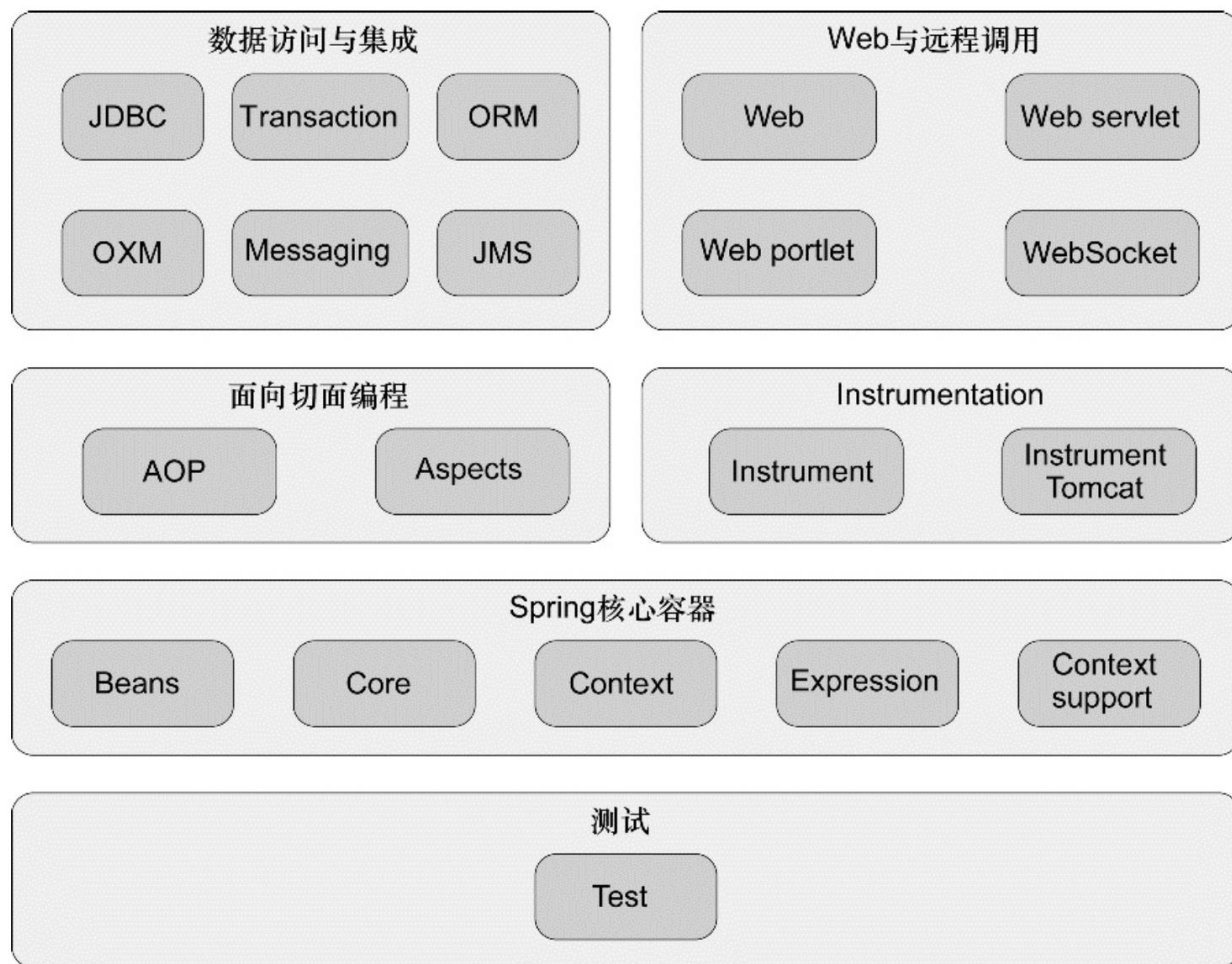 数据访问与集成
JDBC
Transaction
ORM
OXM
Messaging
JMS
Web与远程调用
Web
Web servlet
Web portlet
WebSocket
面向切面编程
AOP
Aspects
Instrumentation
Instrument
Instrument
Tomcat
Spring核心容器
Beans
Core
Context
Expression
Context
support
测试
Test